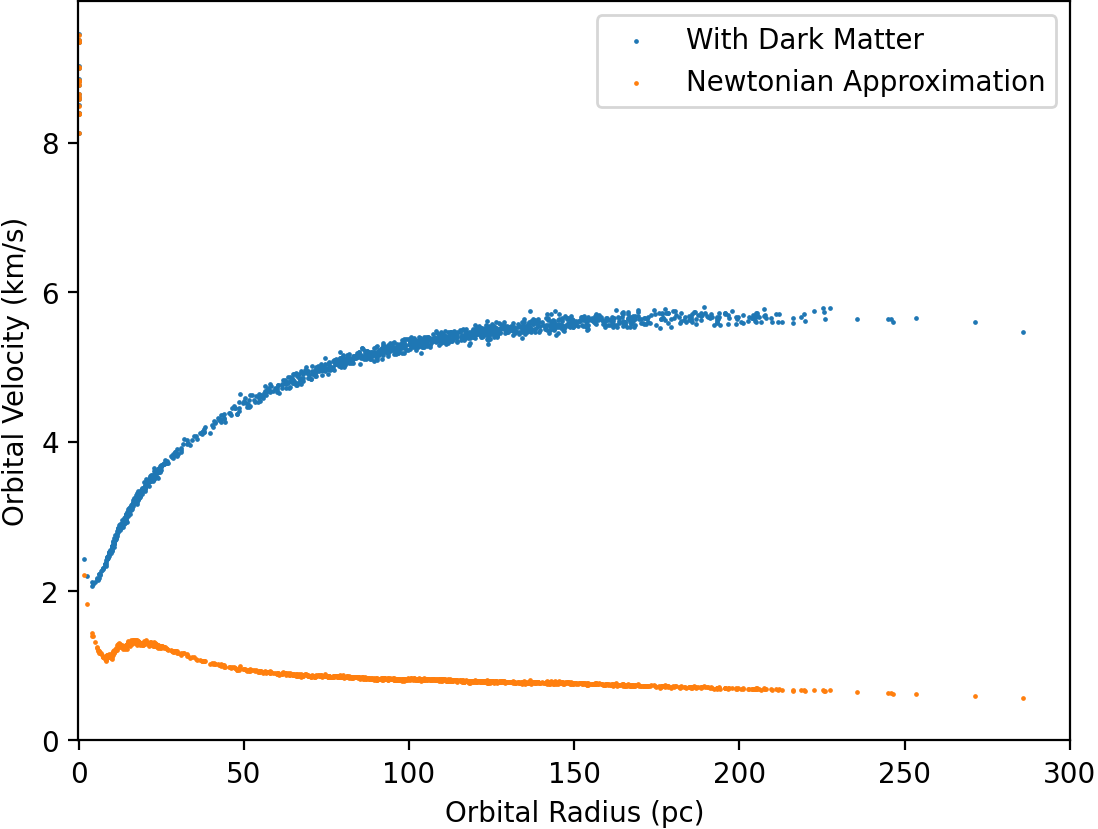 With Dark Matter
Newtonian Approximation
8
6
4
2
0
Orbital Velocity (km/s)
0 50 100 150 200 250 300
Orbital Radius (pc)